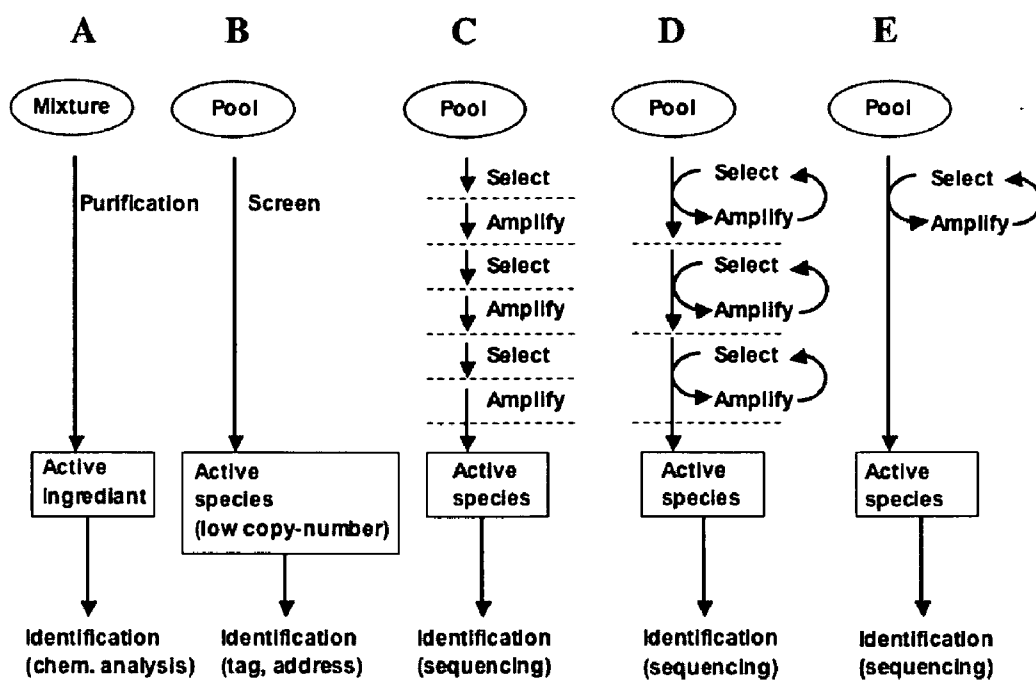 A B C D E
Mixture Pool Pool Pool Pool
Purification
Screen
Select
Amplify
Select
Amplify
Select
Amplify
Select
Amplify
Select
Amplify
Select
Amplify
Select
Amplify
Active
ingrediant
Active
species
(low copy-number)
Active
species
Active
species
Active
species
Identification
(chem. analysis)
Identification
(tag, address)
Identification
(sequencing)
Identification
(sequencing)
Identification
(sequencing)